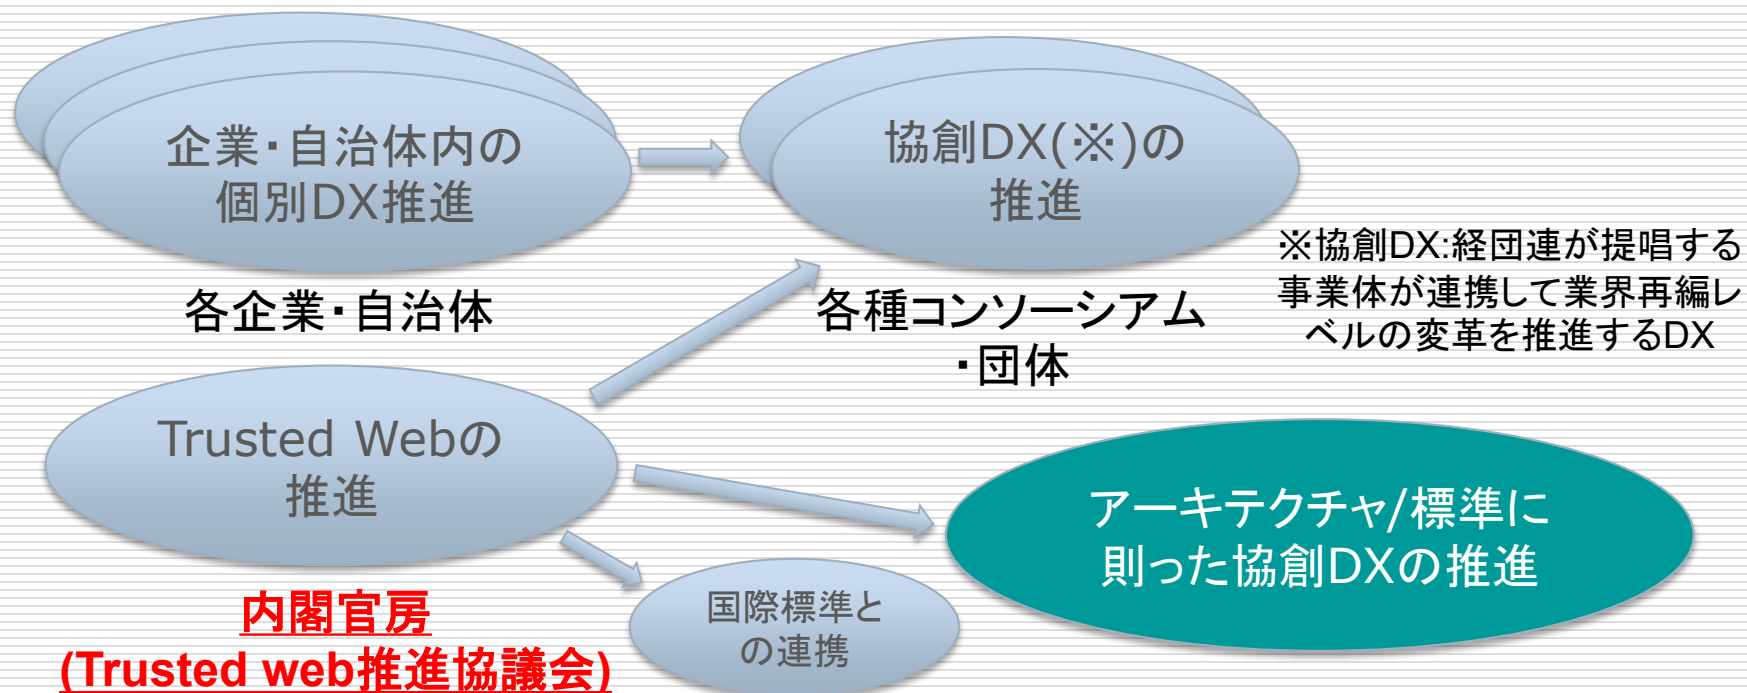 企業・自治体内の
個別DX推進
協創DX(※)の
推進
各企業・自治体
各種コンソーシアム
・団体
※協創DX:経団連が提唱する
事業体が連携して業界再編レ
ベルの変革を推進するDX
Trusted Webの
推進
アーキテクチャ/標準に
則った協創DXの推進
国際標準と
の連携
内閣官房
(Trusted web推進協議会)